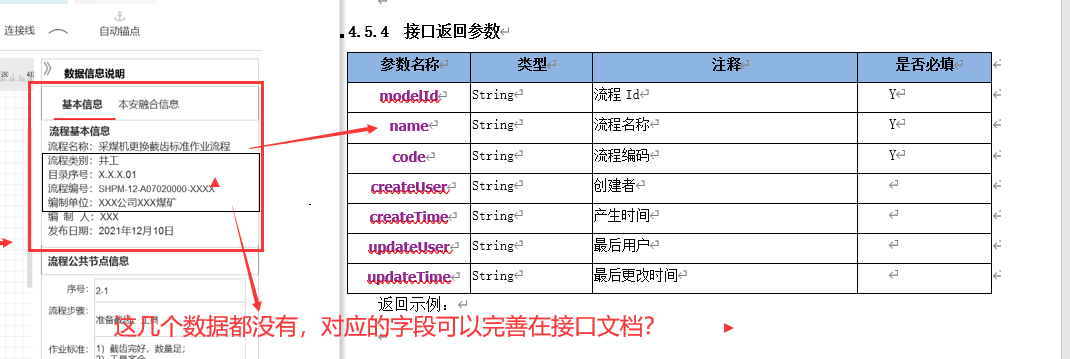 连接线
自动锚点
380
数据信息说明
基本信息 本安融合信息
流程基本信息
流程名称：采煤机更换截齿标准作业流程
流程类别：井工
目录序号：X.X.X.01
流程编号：SHPM-12-A07020000-XXXX
编制单位：XXX公司XXX煤矿
编 制 人：XXX
发布日期：2021年12月10日
流程公共节点信息
序号： 2-1
流程步骤：
作业标准： 1）截齿完好，数量足；
4.5.4 接口返回参数
参数名称 类型 注释 是否必填
modelId String 流程 Id Y
name String 流程名称 Y
code String 流程编码 Y
createUser String 创建者
createTime String 产生时间
updateUser String 最后用户
updateTime String 最后更改时间
返回示例：
这几个数据都没有，对应的字段可以完善在接口文档？